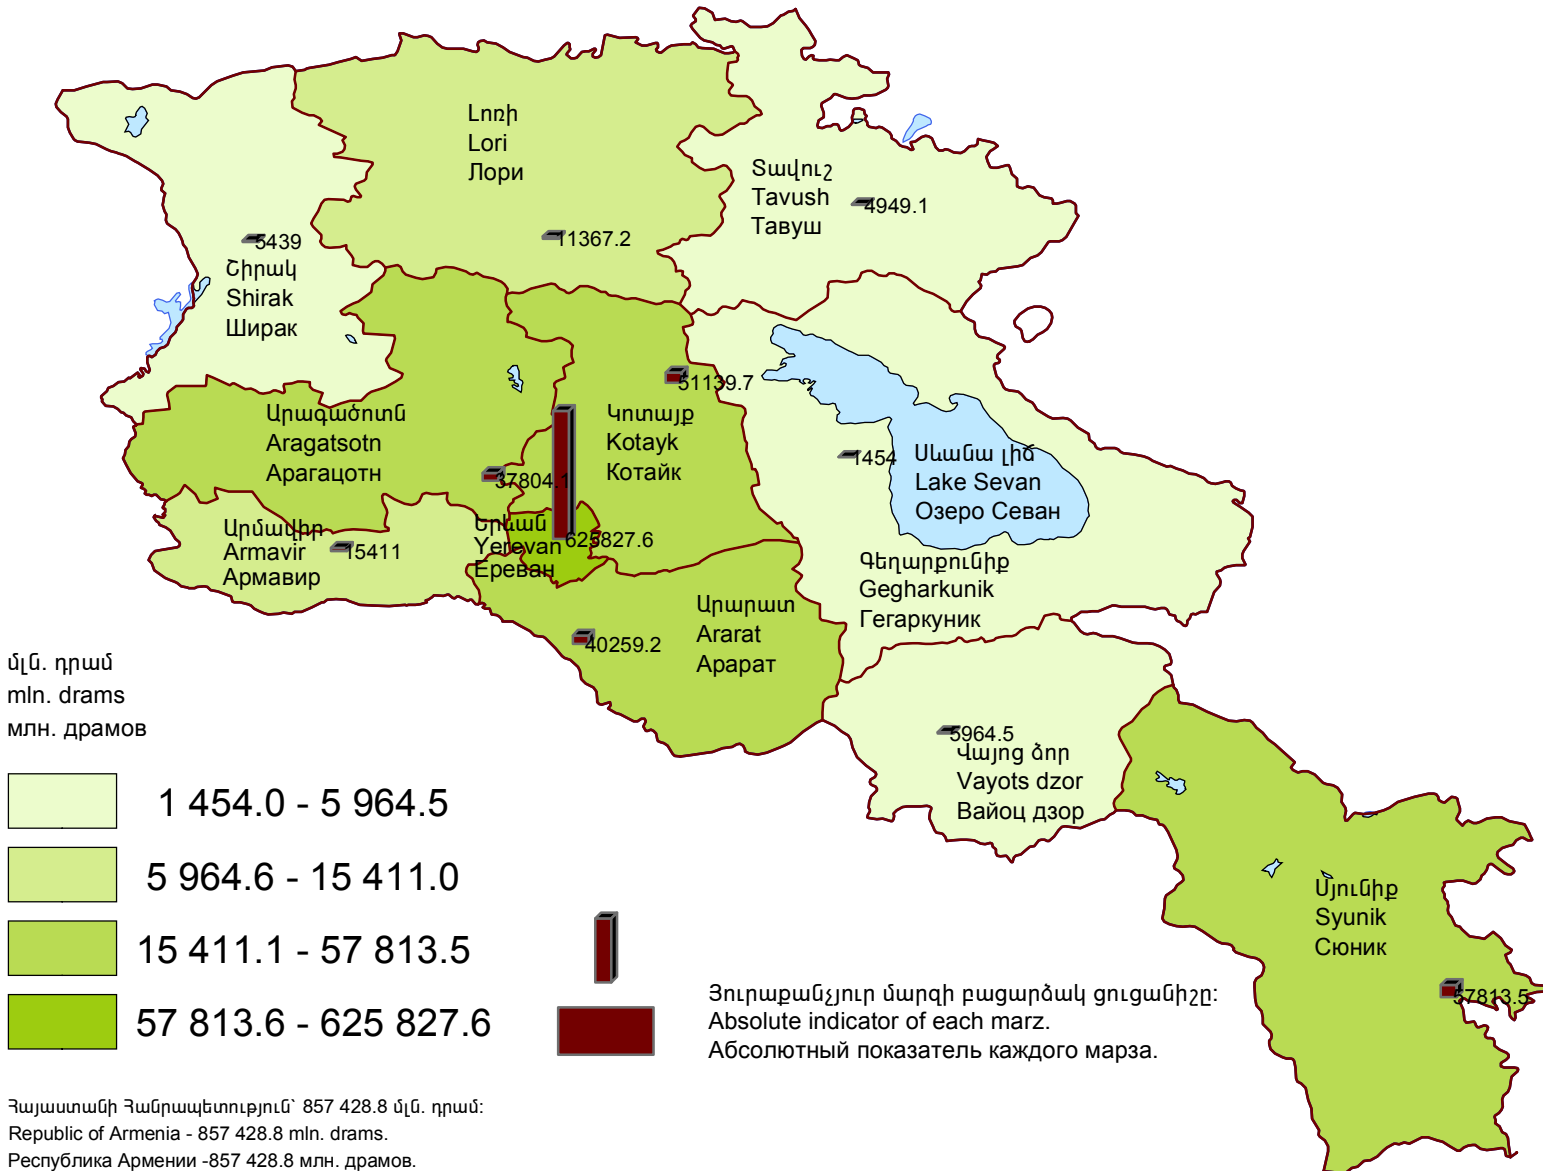 Լոռի
Lori
Лори
11367.2
Տավուշ
Tavush
Тавуш
4949.1
5439
Շիրակ
Shirak
Ширак
51139.7
Արագածոտն
Aragatsotn
Арагацотн
37804.1
Կոտայք
Kotayk
Котайк
1454
Սևանա լիճ
Lake Sevan
Озеро Севан
Արմավիր
Armavir
Армавир
15411
Երևան
Yerevan
Ереван
625827.6
Գեղարքունիք
Gegharkunik
Гегаркуник
Արարատ
Ararat
Арарат
40259.2
5964.5
Վայոց ձոր
Vayots dzor
Вайоц дзор
Սյունիք
Syunik
Сюник
57813.5
մլն. դրամ
mln. drams
млн. драмов
1 454.0 - 5 964.5
5 964.6 - 15 411.0
15 411.1 - 57 813.5
57 813.6 - 625 827.6
Յուրաքանչյուր մարզի բացարձակ ցուցանիշը:
Absolute indicator of each marz.
Абсолютный показатель каждого марза.
Հայաստանի Հանրապետություն՝ 857 428.8 մլն. դրամ:
Republic of Armenia - 857 428.8 mln. drams.
Республика Армении -857 428.8 млн. драмов.